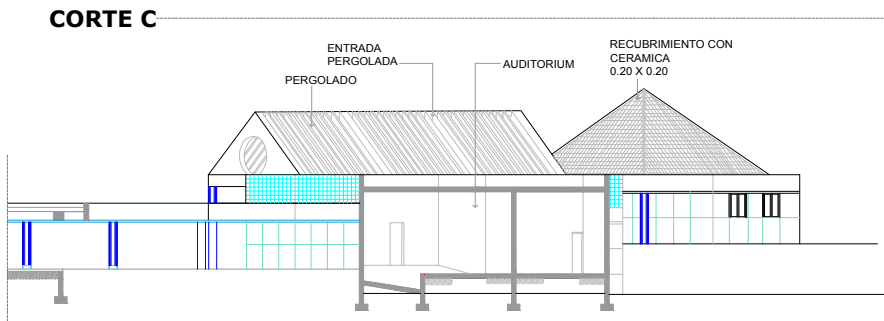 CORTE C
ENTRADA
PERGOLADA
PERGOLADO
AUDITORIUM
RECUBRIMIENTO CON
CERAMICA
0.20 X 0.20